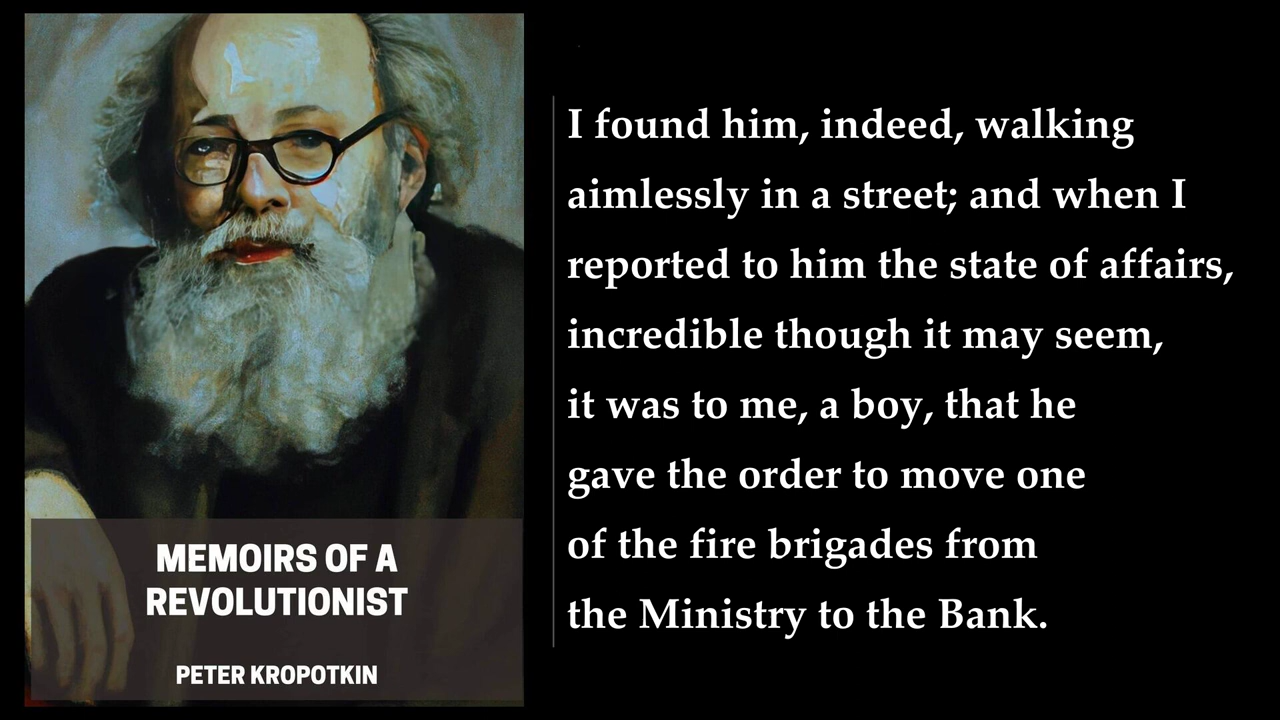 MEMOIRS OF A
REVOLUTIONIST
PETER KROPOTKIN
I found him, indeed, walking
aimlessly in a street; and when I
reported to him the state of affairs,
incredible though it may seem,
it was to me, a boy, that he
gave the order to move one
of the fire brigades from
the Ministry to the Bank.